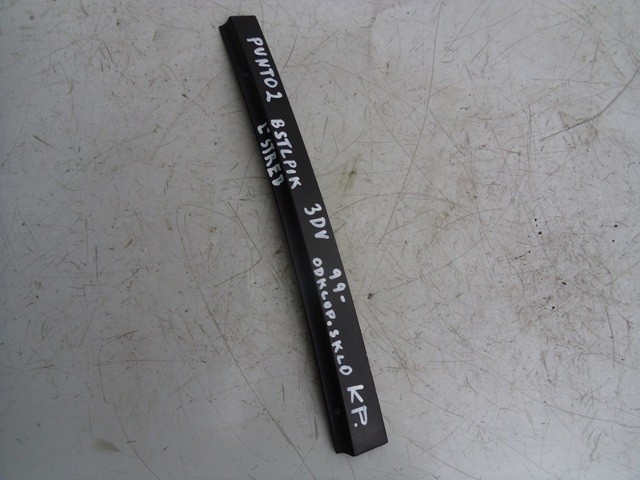 PUNTO2 BSTLPIK 3DV 99-
L STRED ODKLOP.SKLO KP.